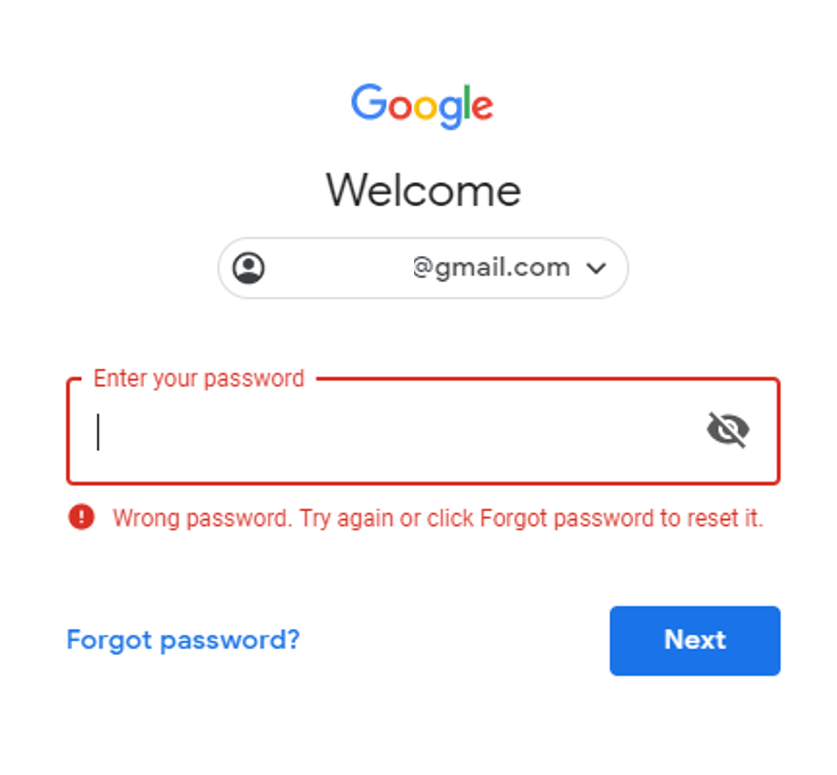 Google
Welcome
@gmail.com
Enter your password
Wrong password. Try again or click Forgot password to reset it.
Forgot password?
Next